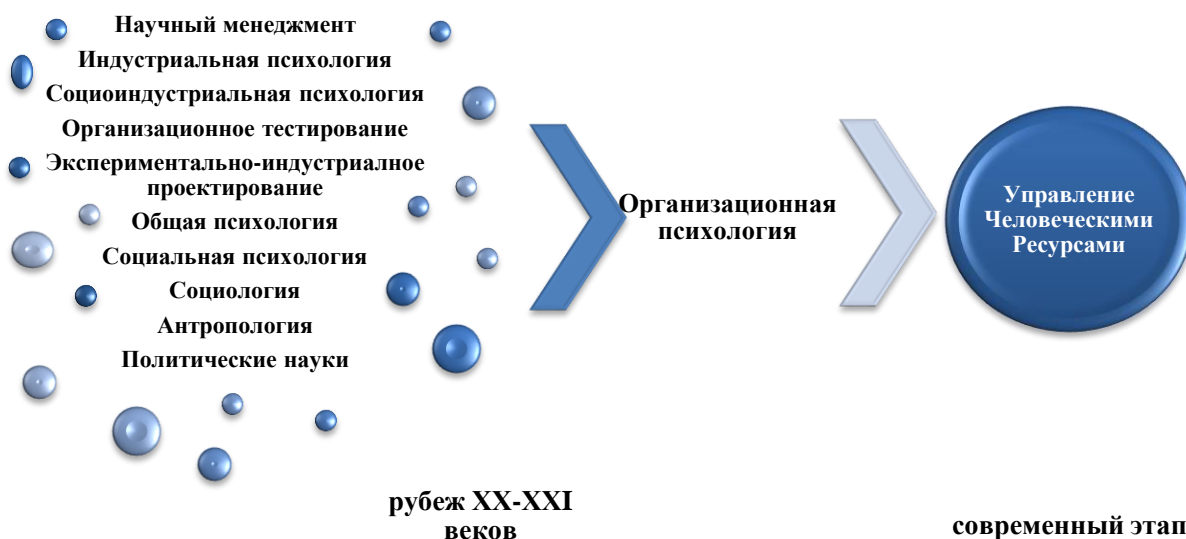 Научный менеджмент
Индустриальная психология
Социоиндустриальная психология
Организационное тестирование
Экспериментально-индустриалное
проектирование
Общая психология
Социальная психология
Социология
Антропология
Политические науки
Организационная
психология
Управление
Человеческими
Ресурсами
рубеж XX-XXI
веков
современный этап